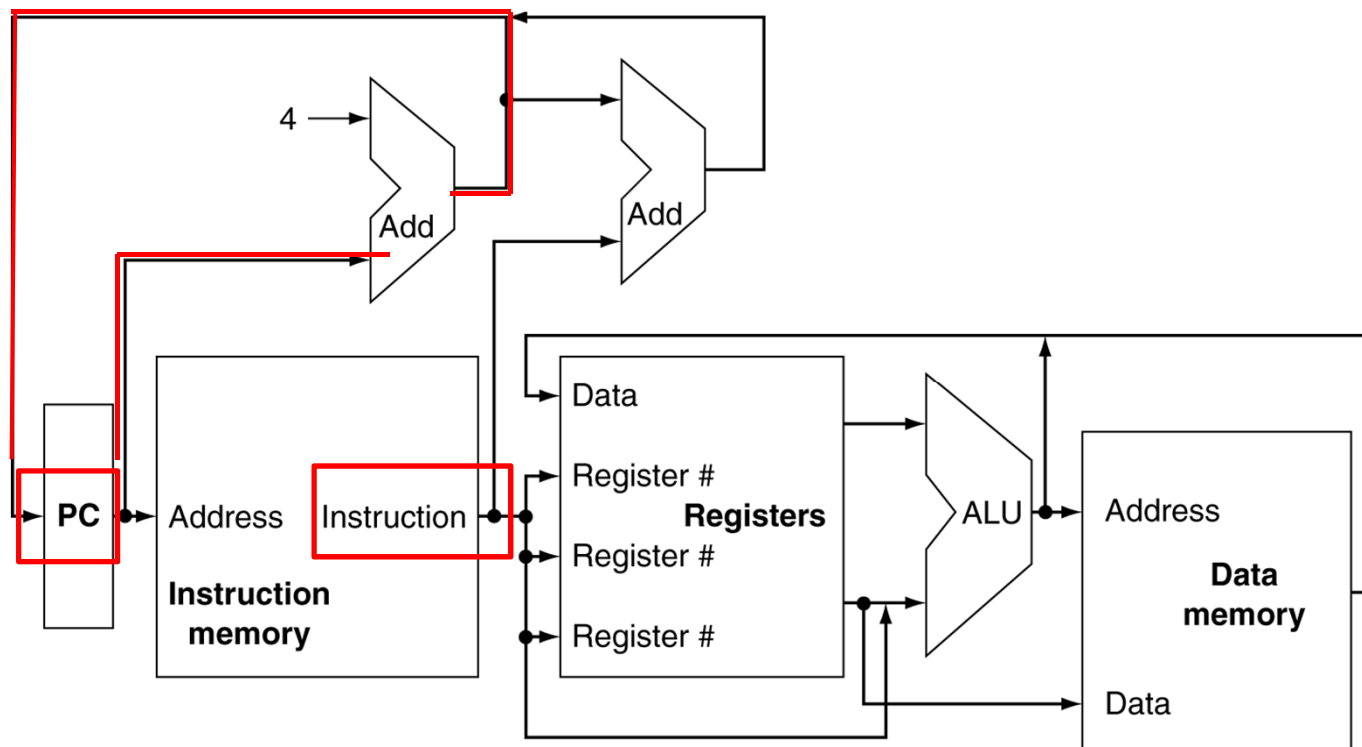 4
Add
Add
Data
Register #
Registers
Register #
Register #
PC
Address
Instruction
Instruction
memory
ALU
Address
Data
memory
Data